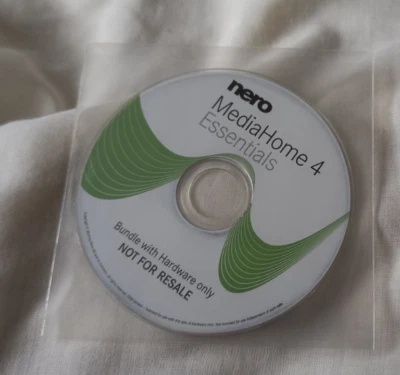 nero
MediaHome 4
Essentials
Bundle with Hardware only
NOT FOR RESALE